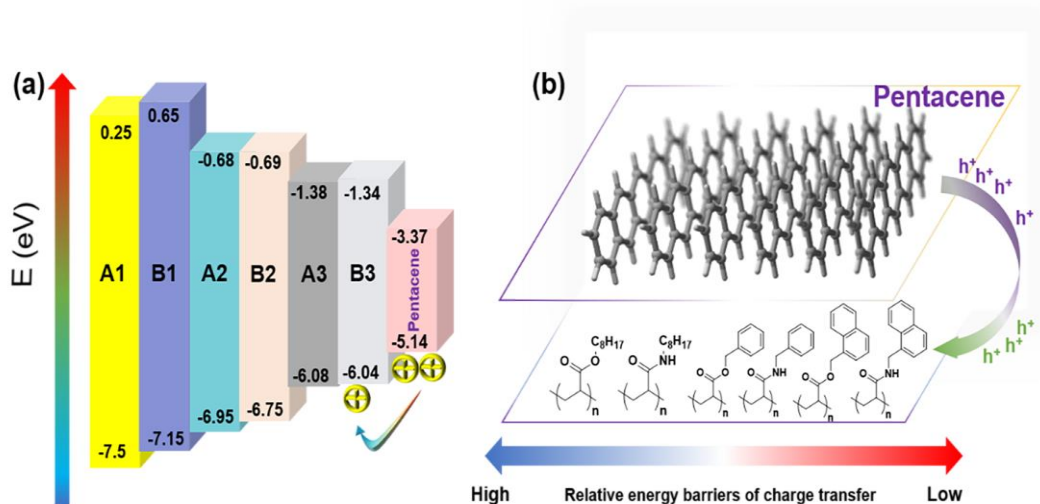 (a)
E (eV)
0.25
A1
-7.5
0.65
B1
-7.15
-0.68
A2
-6.95
-0.69
B2
-6.75
-1.38
A3
-6.08
-1.34
B3
-6.04
-3.37
Pentacene
-5.14
(b)
Pentacene
h+
h+
h+
h+
h+
h+
h+
h+
O
O
C8H17
n
O
NH
C8H17
n
O
O
n
O
NH
n
O
O
n
O
NH
n
High
Relative energy barriers of charge transfer
Low